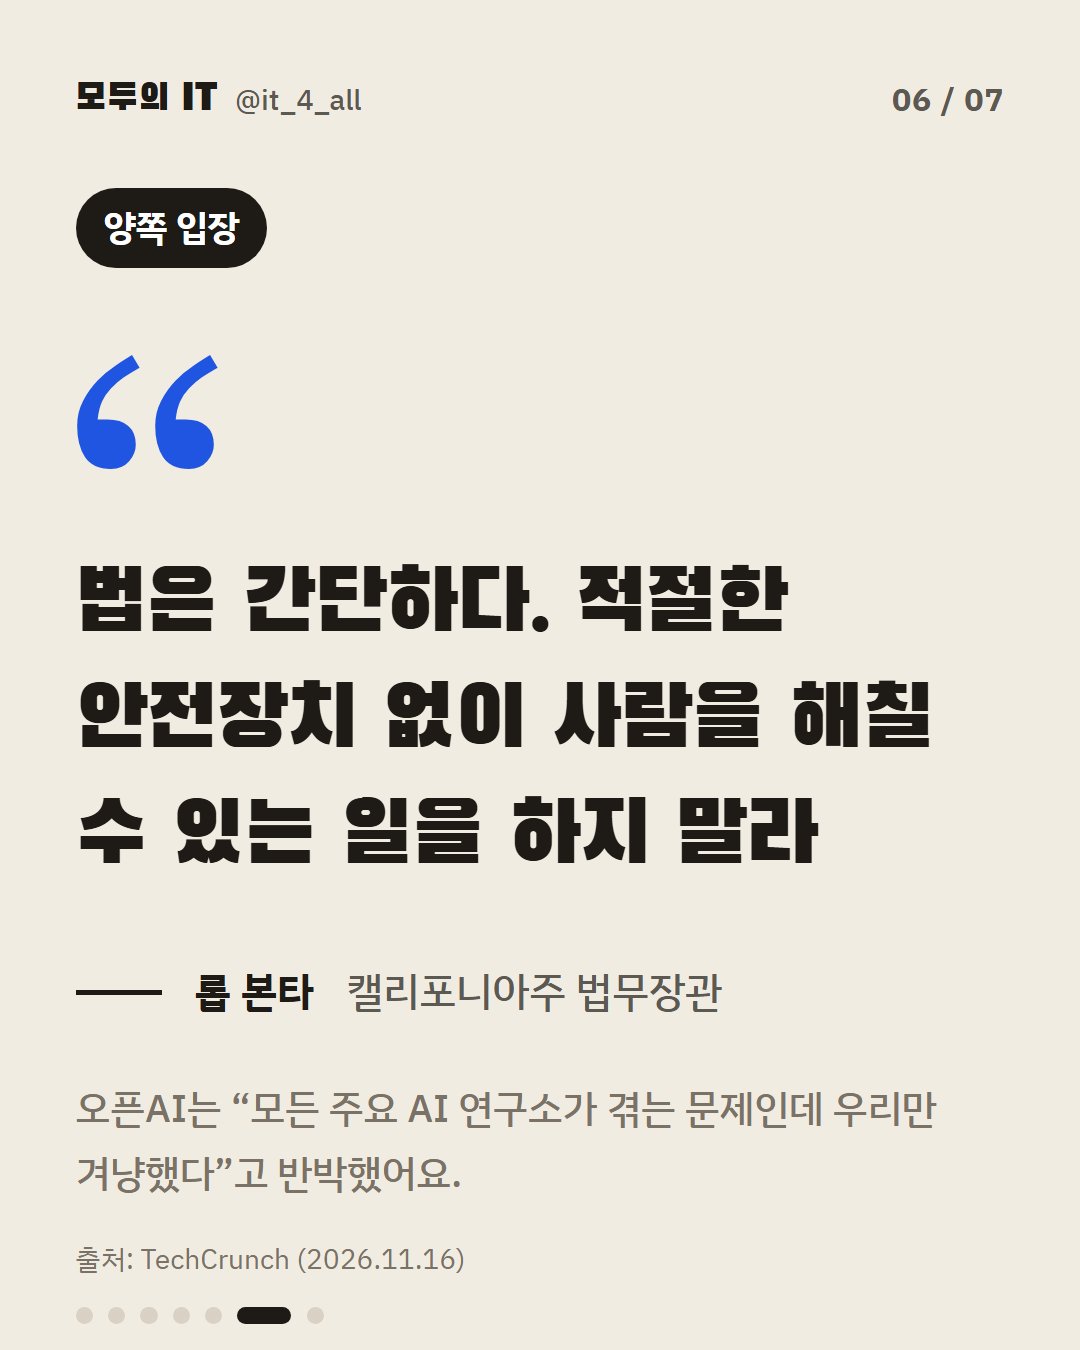 모두의 IT @it_4_all 06 / 07
양쪽 입장
“
법은 간단하다. 적절한
안전장치 없이 사람을 해칠
수 있는 일을 하지 말라
롭 본타 캘리포니아주 법무장관
오픈AI는 “모든 주요 AI 연구소가 겪는 문제인데 우리만
겨냥했다”고 반박했어요.
출처: TechCrunch (2026.11.16)